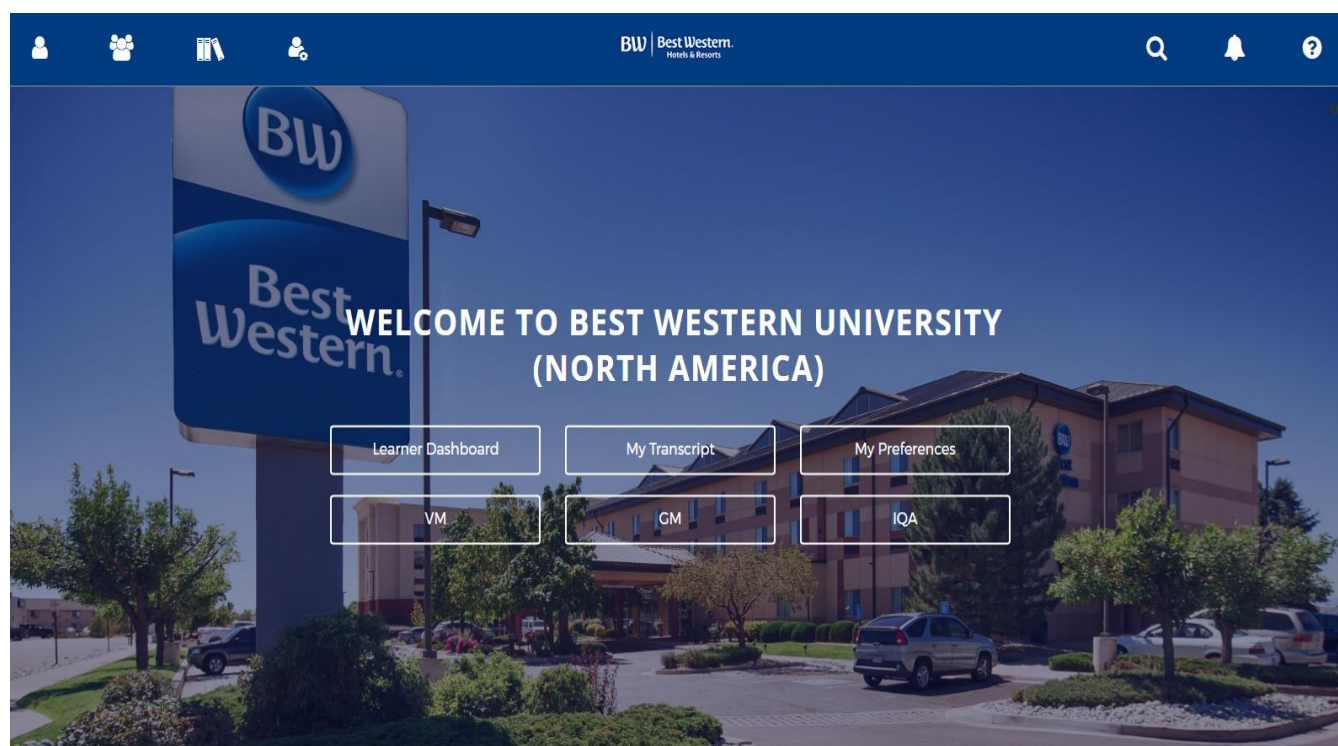 BW Best Western.
Hotels & Resorts
BW
Best
Western.
WELCOME TO BEST WESTERN UNIVERSITY
(NORTH AMERICA)
Learner Dashboard My Transcript My Preferences
VM GM IQA
BW